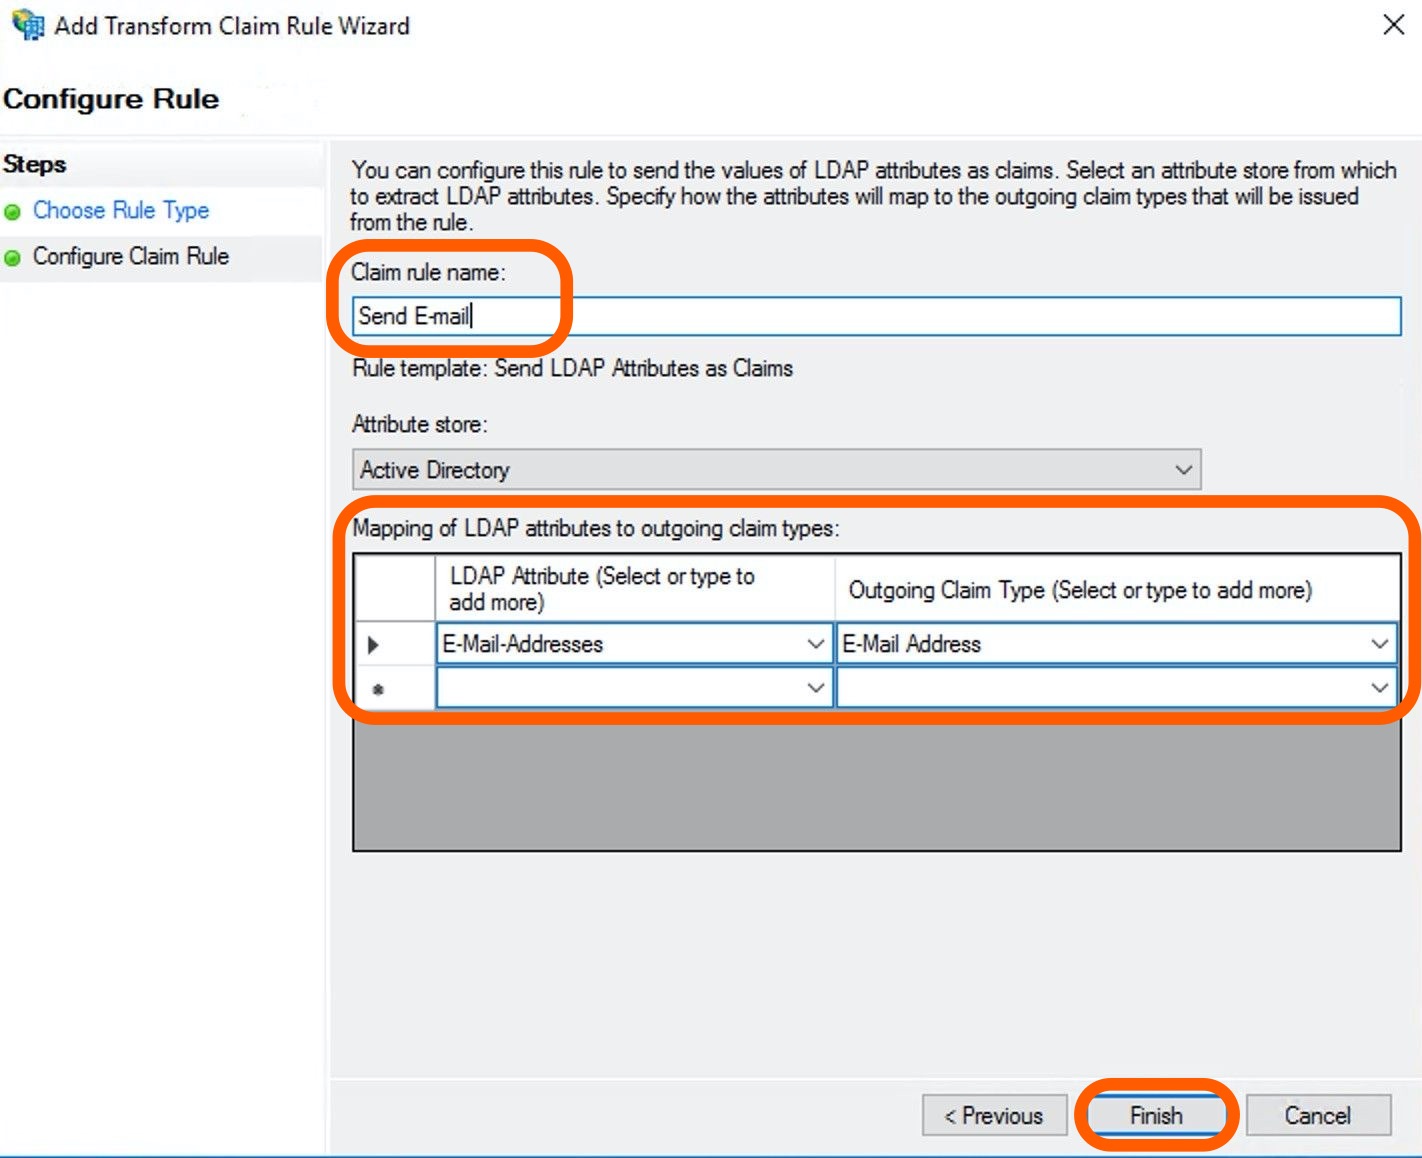 Add Transform Claim Rule Wizard
Configure Rule
Steps
Choose Rule Type
Configure Claim Rule
You can configure this rule to send the values of LDAP attributes as claims. Select an attribute store from which
to extract LDAP attributes. Specify how the attributes will map to the outgoing claim types that will be issued
from the rule.
Claim rule name:
Send E-mail
Rule template: Send LDAP Attributes as Claims
Attribute store:
Active Directory
Mapping of LDAP attributes to outgoing claim types:
LDAP Attribute (Select or type to
add more)
Outgoing Claim Type (Select or type to add more)
E-Mail-Addresses
E-Mail Address
< Previous
Finish
Cancel